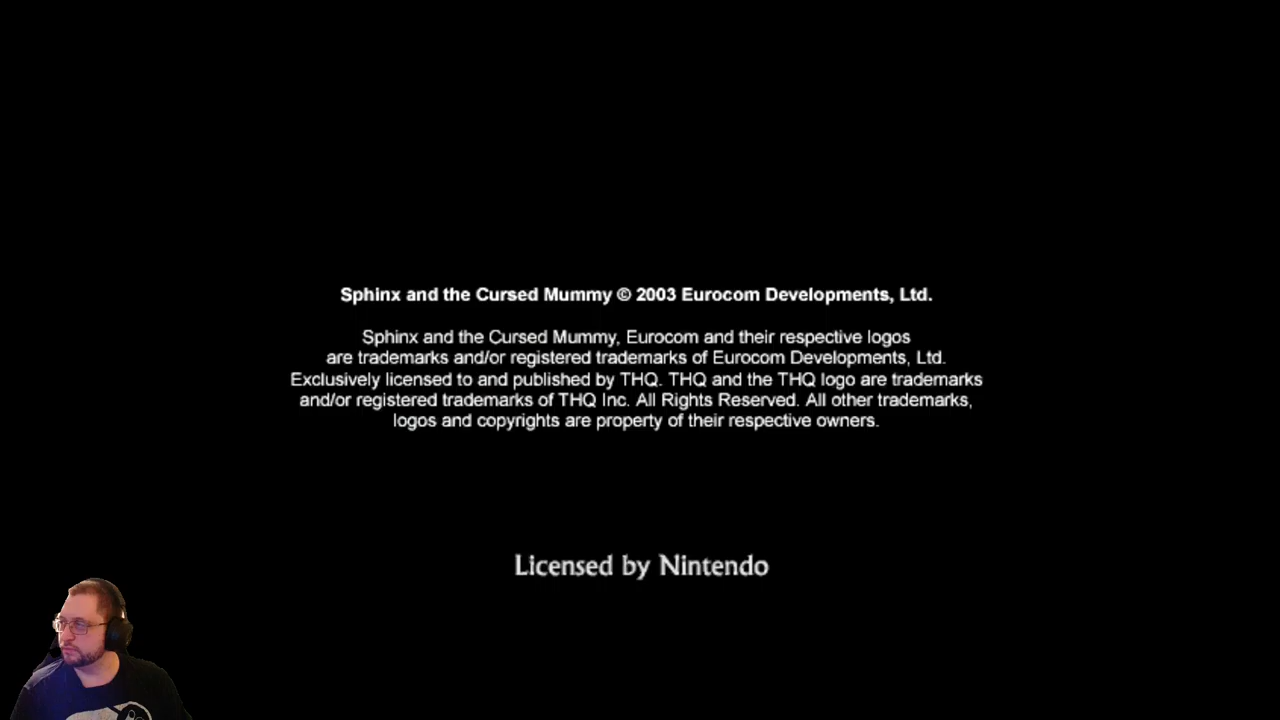 Sphinx and the Cursed Mummy © 2003 Eurocom Developments, Ltd.
Sphinx and the Cursed Mummy, Eurocom and their respective logos
are trademarks and/or registered trademarks of Eurocom Developments, Ltd.
Exclusively licensed to and published by THQ. THQ and the THQ logo are trademarks
and/or registered trademarks of THQ Inc. All Rights Reserved. All other trademarks,
logos and copyrights are property of their respective owners.
Licensed by Nintendo